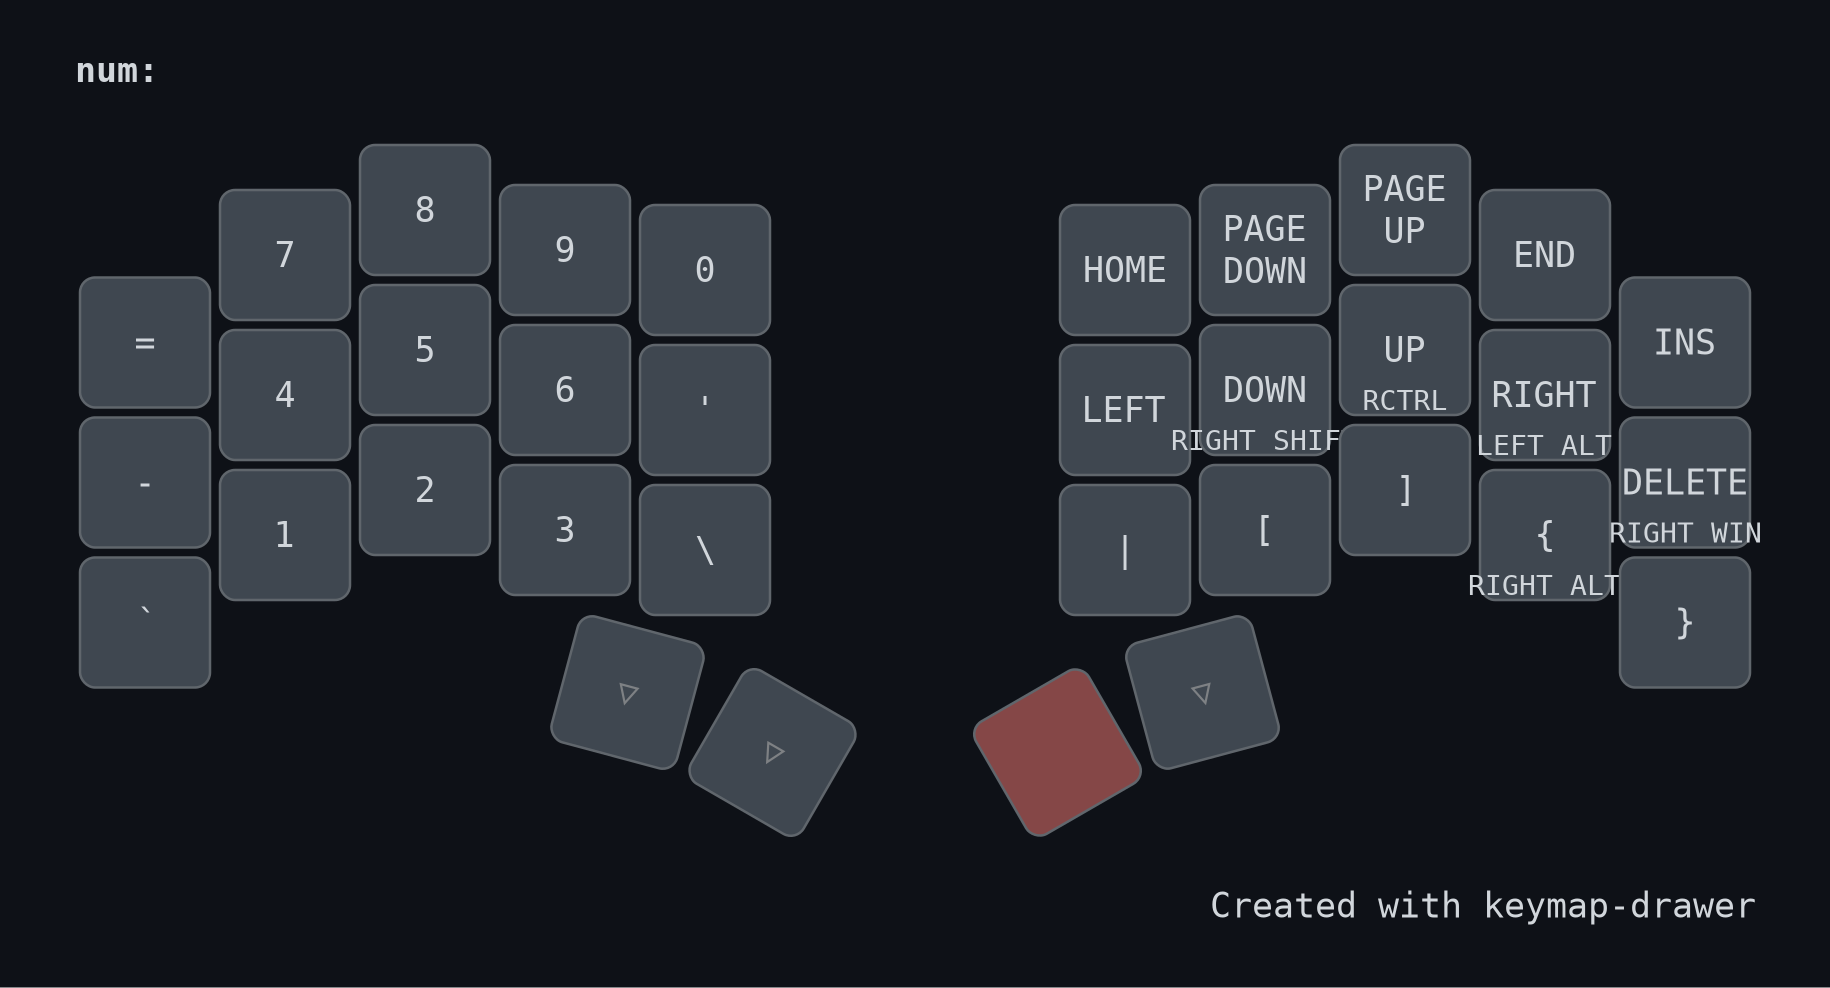 num:
= 7 8 9 0 HOME PAGE DOWN PAGE UP END INS
- 4 5 6 ' LEFT DOWN RIGHT SHIF UP RCTRL RIGHT LEFT ALT DELETE RIGHT WIN
` 1 2 3 \ | [ ] { RIGHT ALT }
Created with keymap-drawer